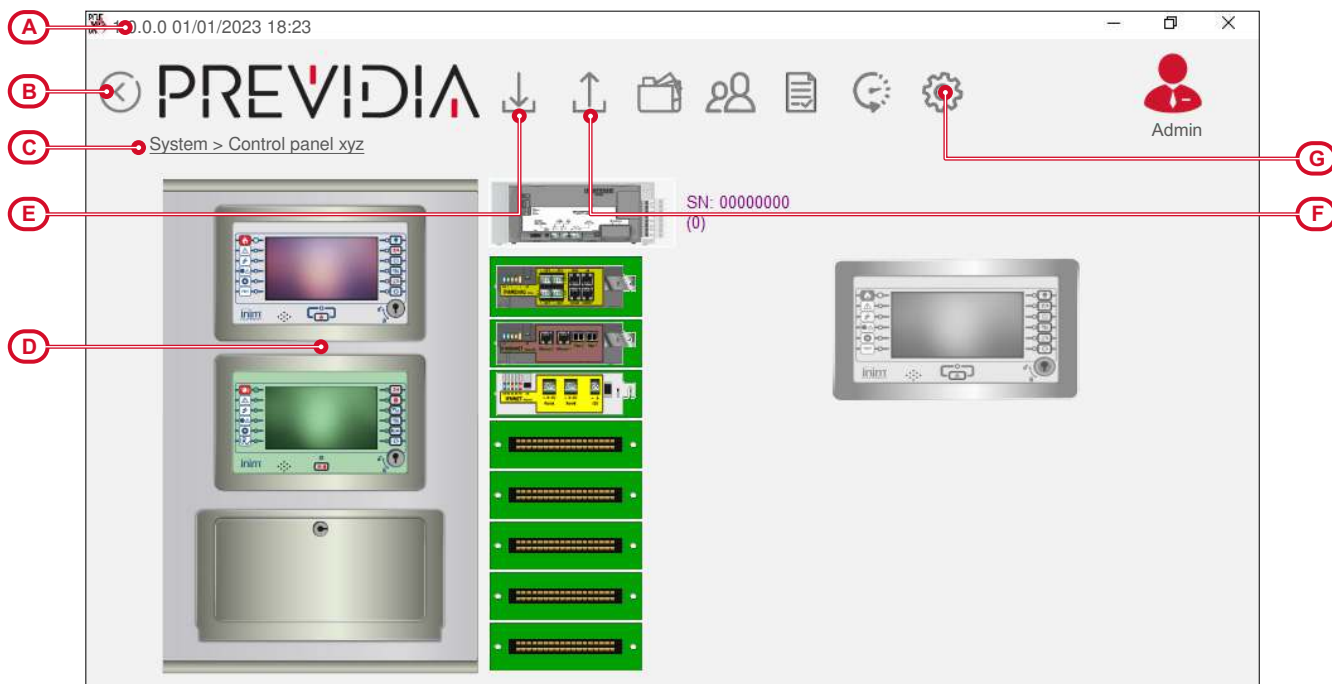 A
1.0.0.0 01/01/2023 18:23
B
PREVIDIA
Admin
C
System > Control panel xyz
G
E
SN: 00000000
(0)
F
inim
inim
D
inim